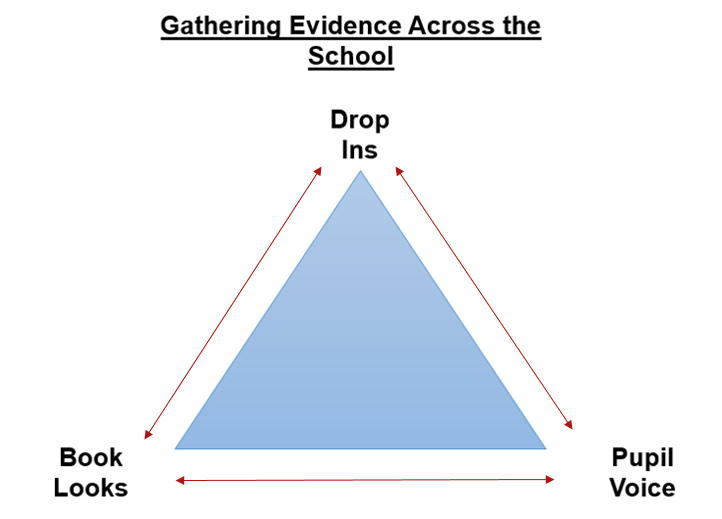 Gathering Evidence Across the
School
Drop
Ins
Book
Looks
Pupil
Voice